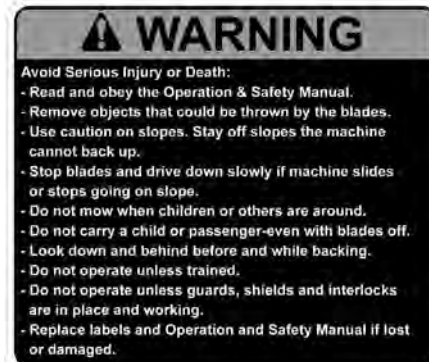 WARNING
Avoid Serious Injury or Death:
- Read and obey the Operation & Safety Manual.
- Remove objects that could be thrown by the blades.
- Use caution on slopes. Stay off slopes the machine
cannot back up.
- Stop blades and drive down slowly if machine slides
or stops going on slope.
- Do not mow when children or others are around.
- Do not carry a child or passenger-even with blades off.
- Look down and behind before and while backing.
- Do not operate unless trained.
- Do not operate unless guards, shields and interlocks
are in place and working.
- Replace labels and Operation and Safety Manual if lost
or damaged.